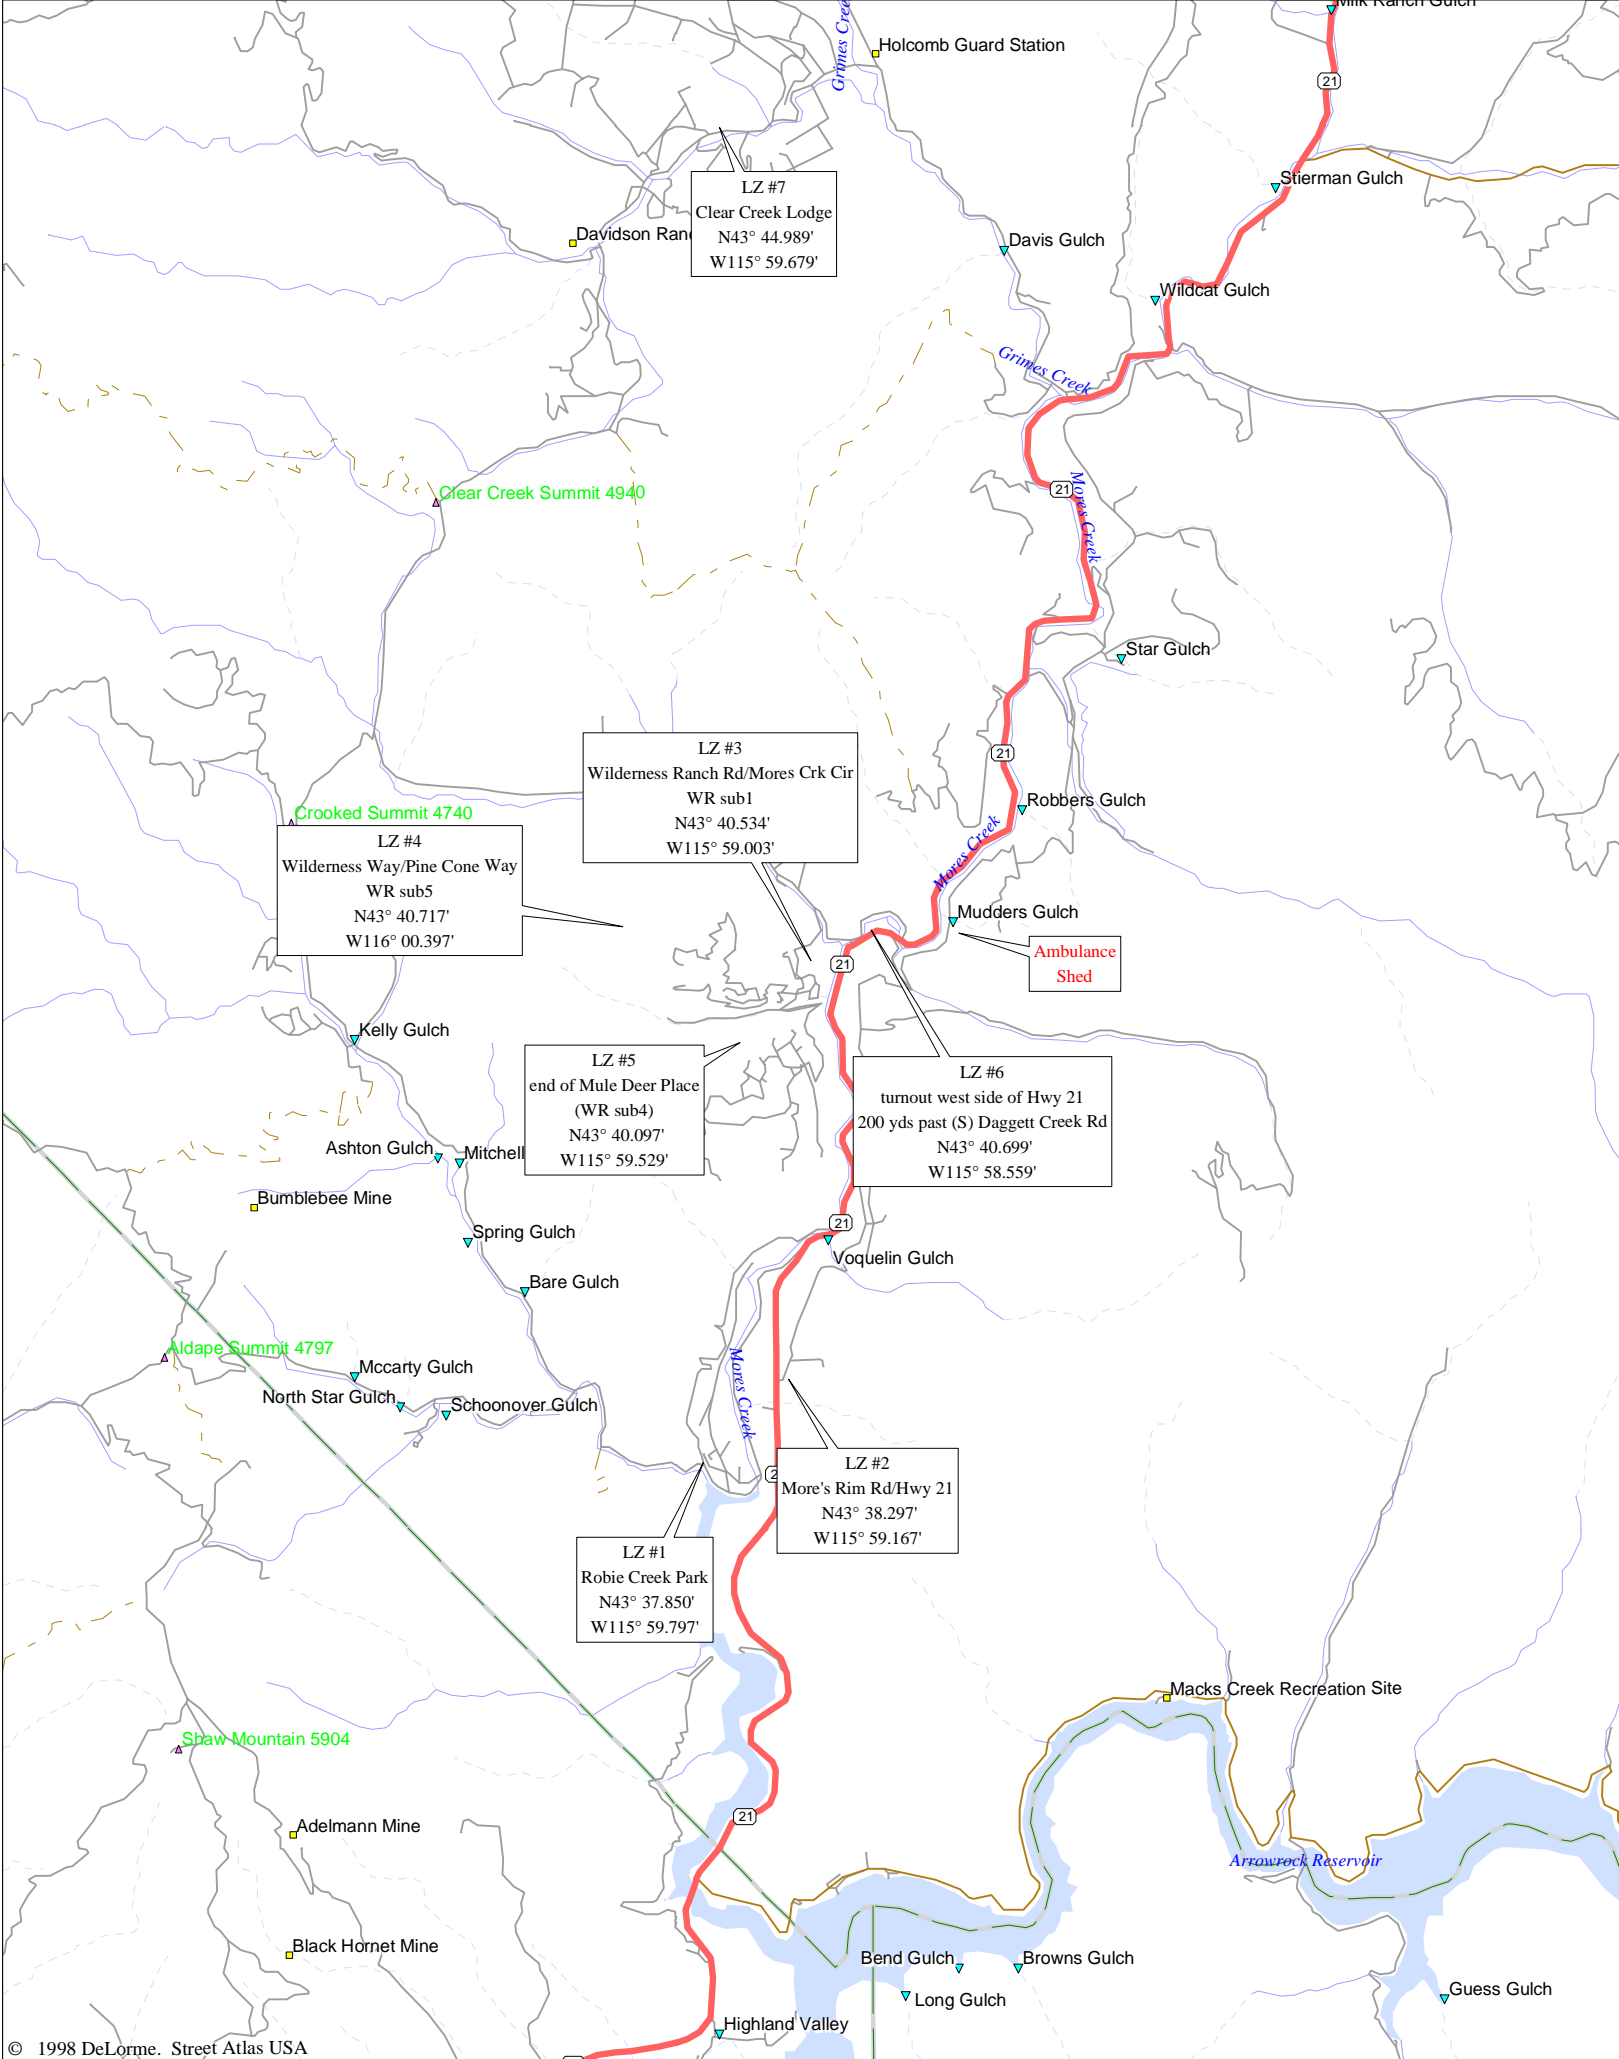 Milk Ranch Gulch
Grimes Creek
Holcomb Guard Station
21
LZ #7
Clear Creek Lodge
N43° 44.989'
W115° 59.679'
Stierman Gulch
Davidson
Davis Gulch
Wildcat Gulch
Grimes Creek
Clear Creek Summit 4940
21
Mores Creek
Star Gulch
LZ #3
Wilderness Ranch Rd/Mores Crk Cir
WR sub1
N43° 40.534'
W115° 59.003'
21
Robbers Gulch
Crooked Summit 4740
LZ #4
Wilderness Way/Pine Cone Way
WR sub5
N43° 40.717'
W116° 00.397'
Mores Creek
Mudders Gulch
Ambulance
Shed
21
Kelly Gulch
LZ #5
end of Mule Deer Place
(WR sub4)
N43° 40.097'
W115° 59.529'
LZ #6
turnout west side of Hwy 21
200 yds past (S) Daggett Creek Rd
N43° 40.699'
W115° 58.559'
Ashton Gulch
Mitchell
Bumblebee Mine
Spring Gulch
21
Voquelin Gulch
Bare Gulch
Aldape Summit 4797
Mccarty Gulch
North Star Gulch
Schoonover Gulch
Mores Creek
LZ #2
More's Rim Rd/Hwy 21
N43° 38.297'
W115° 59.167'
LZ #1
Robie Creek Park
N43° 37.850'
W115° 59.797'
Macks Creek Recreation Site
Shaw Mountain 5904
21
Adelmann Mine
Arrowrock Reservoir
Black Hornet Mine
Bend Gulch
Browns Gulch
Long Gulch
Guess Gulch
Highland Valley
© 1998 DeLorme. Street Atlas USA